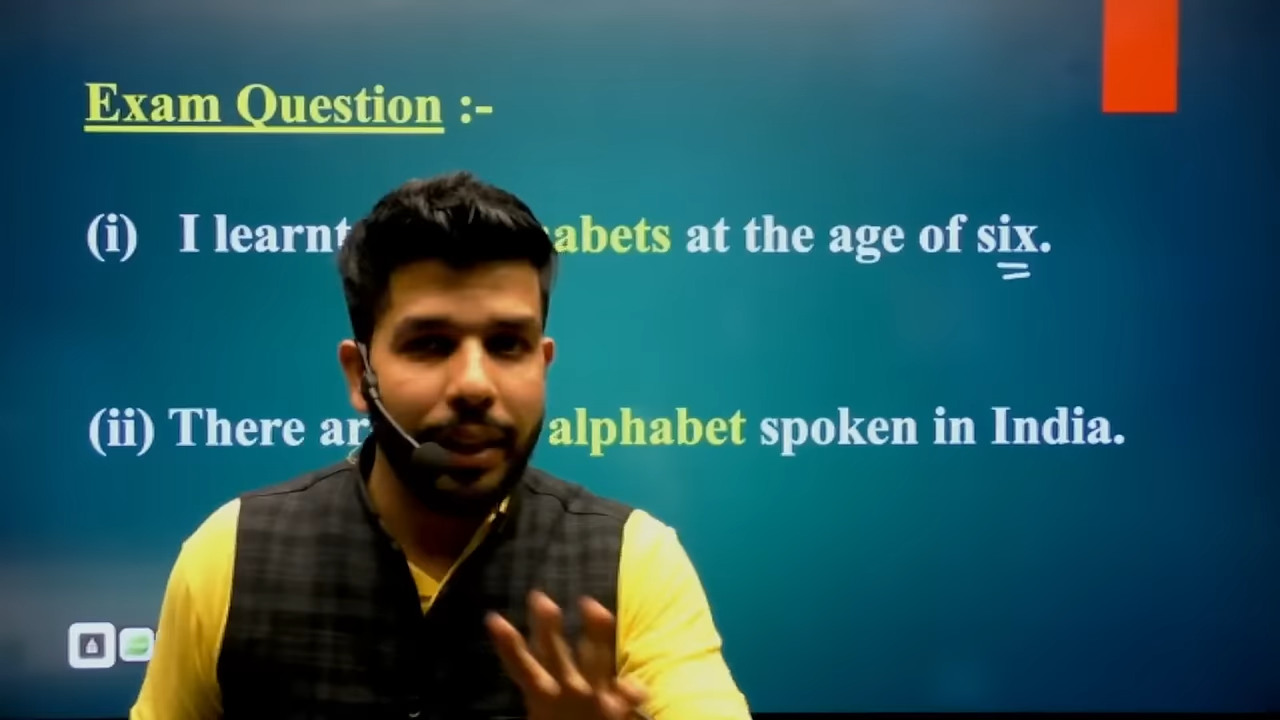 Exam Question :-
(i) I learnt abets at the age of six.
(ii) There ar alphabet spoken in India.